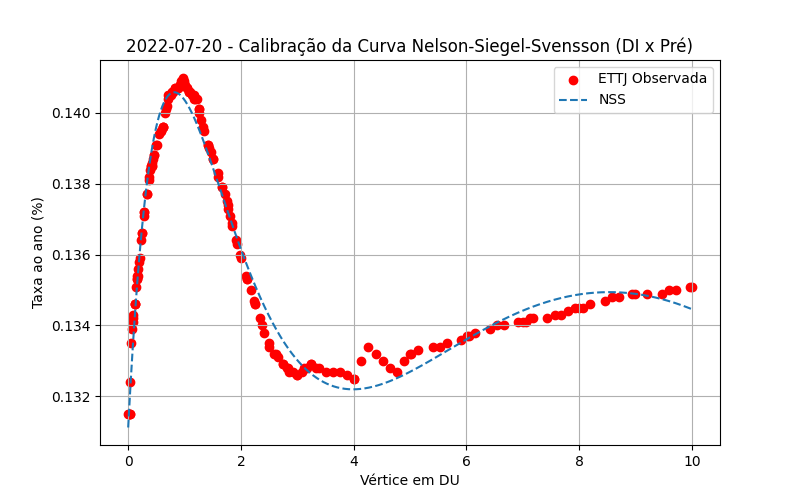 2022-07-20 - Calibração da Curva Nelson-Siegel-Svensson (DI x Pré)
ETTJ Observada
NSS
Taxa ao ano (%)
0.140
0.138
0.136
0.134
0.132
0 2 4 6 8 10
Vértice em DU